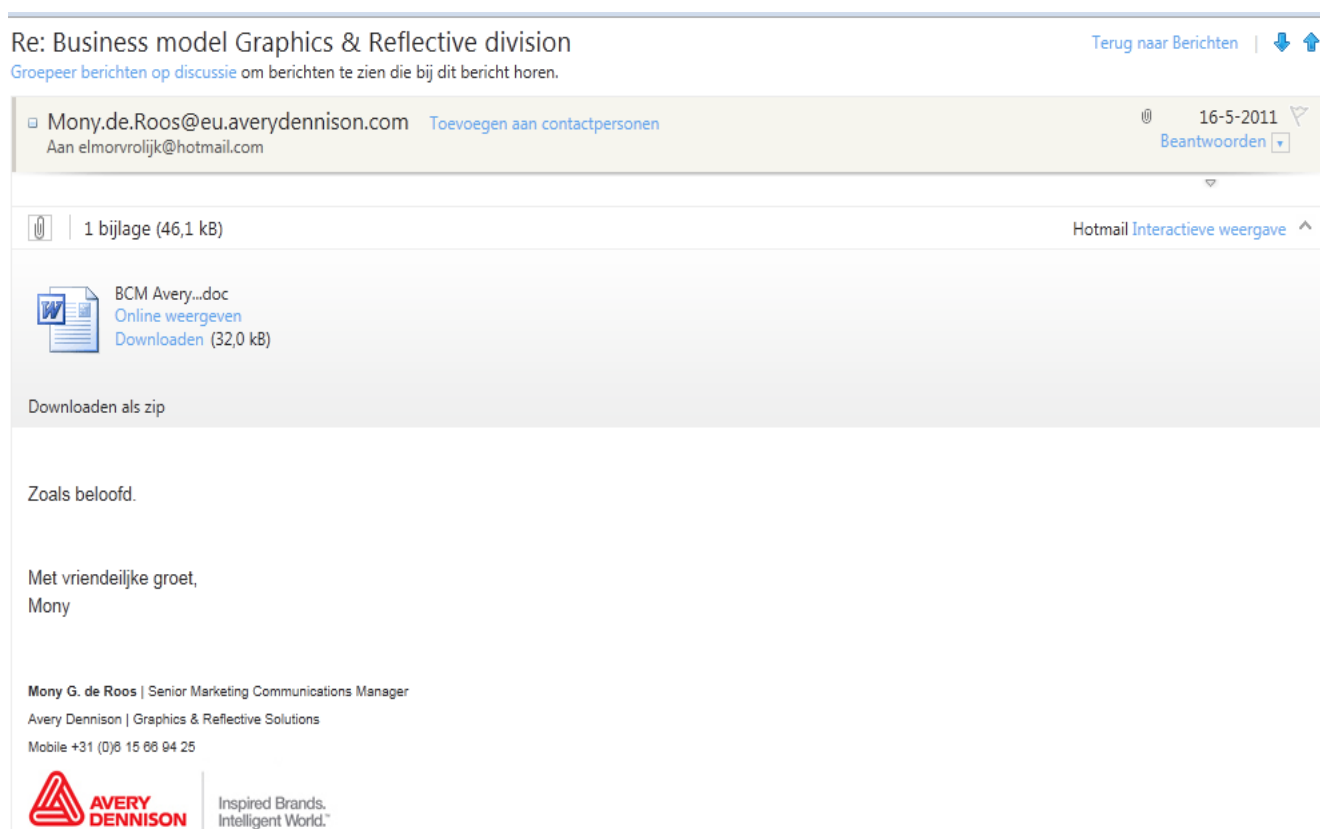 Re: Business model Graphics & Reflective division
Terug naar Berichten |
Groepeer berichten op discussie om berichten te zien die bij dit bericht horen.
Mony.de.Roos@eu.averydennison.com Toevoegen aan contactpersonen
16-5-2011
Aan elmorvrolijk@hotmail.com
Beantwoorden
1 bijlage (46,1 kB)
Hotmail Interactieve weergave
BCM Avery...doc
Online weergeven
Downloaden (32,0 kB)
Downloaden als zip
Zoals beloofd.
Met vriendeiljke groet,
Mony
Mony G. de Roos | Senior Marketing Communications Manager
Avery Dennison | Graphics & Reflective Solutions
Mobile +31 (0)6 15 66 94 25
AVERY
DENNISON
Inspired Brands.
Intelligent World.™